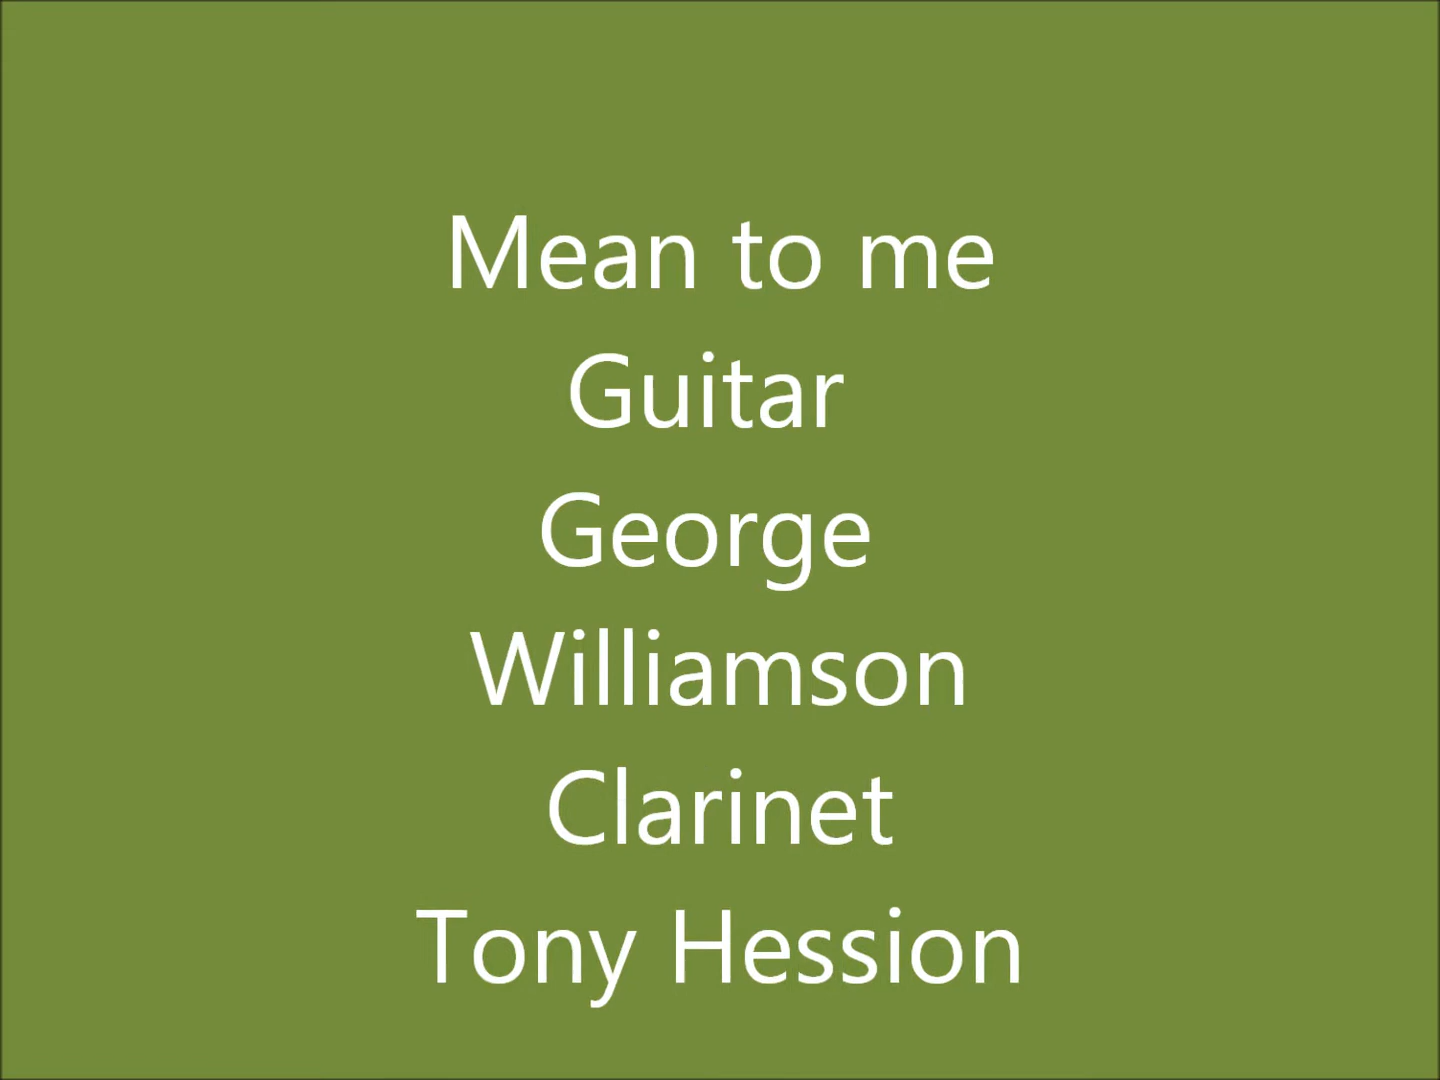 Mean to me
Guitar
George
Williamson
Clarinet
Tony Hession